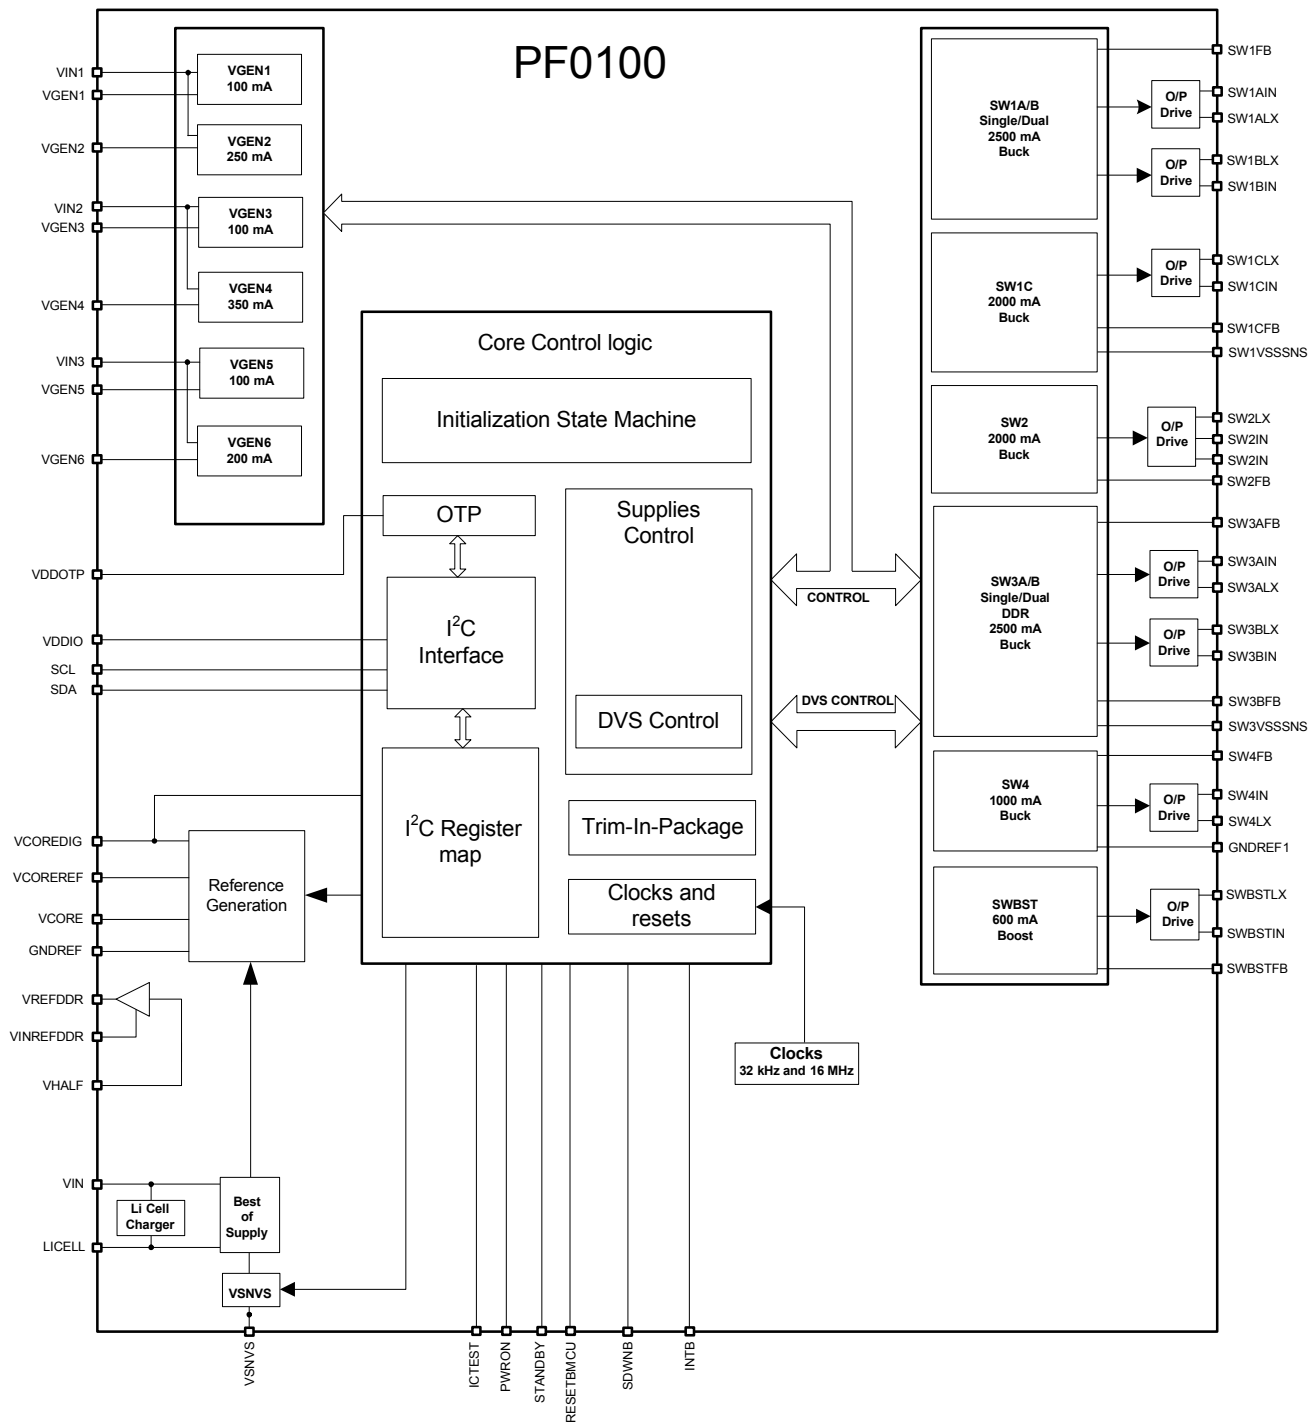 PF0100
VIN1
VGEN1
VGEN2
VIN2
VGEN3
VGEN4
VIN3
VGEN5
VGEN6
VDDOTP
VDDIO
SCL
SDA
VCOREDIG
VCOREREF
VCORE
GNDREF
VREFDDR
VINREFDDR
VHALF
VIN
LICELL
VGEN1
100 mA
VGEN2
250 mA
VGEN3
100 mA
VGEN4
350 mA
VGEN5
100 mA
VGEN6
200 mA
Core Control logic
Initialization State Machine
OTP
I²C
Interface
I²C Register
map
Supplies
Control
DVS Control
Trim-In-Package
Clocks and
resets
CONTROL
DVS CONTROL
Reference
Generation
Clocks
32 kHz and 16 MHz
Li Cell
Charger
Best
of
Supply
VSNVS
SW1A/B
Single/Dual
2500 mA
Buck
SW1C
2000 mA
Buck
SW2
2000 mA
Buck
SW3A/B
Single/Dual
DDR
2500 mA
Buck
SW4
1000 mA
Buck
SWBST
600 mA
Boost
O/P
Drive
O/P
Drive
O/P
Drive
O/P
Drive
O/P
Drive
O/P
Drive
O/P
Drive
O/P
Drive
SW1FB
SW1AIN
SW1ALX
SW1BLX
SW1BIN
SW1CLX
SW1CIN
SW1CFB
SW1VSSSNS
SW2LX
SW2IN
SW2IN
SW2FB
SW3AFB
SW3AIN
SW3ALX
SW3BLX
SW3BIN
SW3BFB
SW3VSSSNS
SW4FB
SW4IN
SW4LX
GNDREF1
SWBSTLX
SWBSTIN
SWBSTFB
VSNVS
ICTEST
PWRON
STANDBY
RESETBMCU
SDWNB
INTB